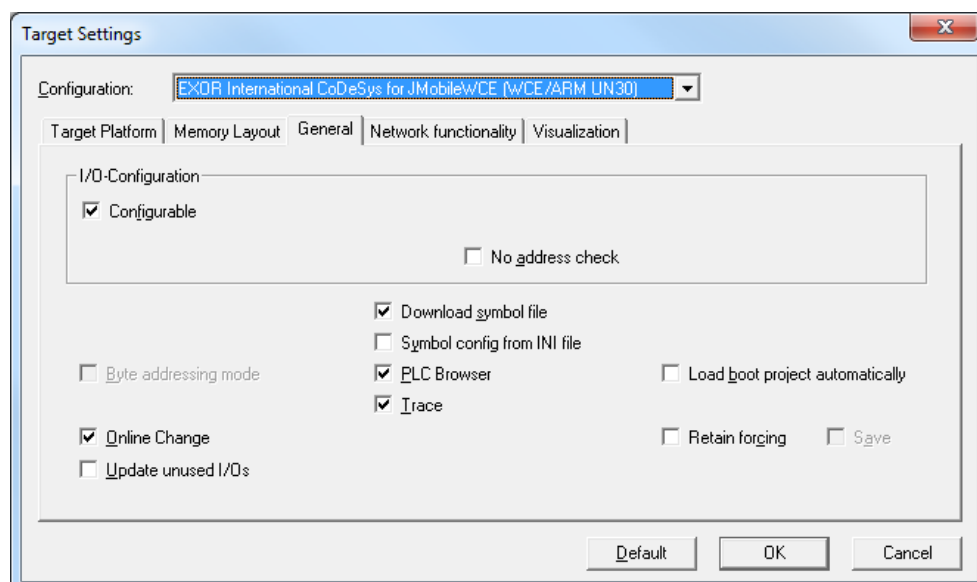 Target Settings
Configuration: EXOR International CoDeSys for JMobileWCE (WCE/ARM UN30)
Target Platform Memory Layout General Network functionality Visualization
I/O-Configuration
Configurable
No address check
Download symbol file
Symbol config from INI file
Byte addressing mode PLC Browser Load boot project automatically
Trace
Online Change Retain forcing Save
Update unused I/Os
Default OK Cancel